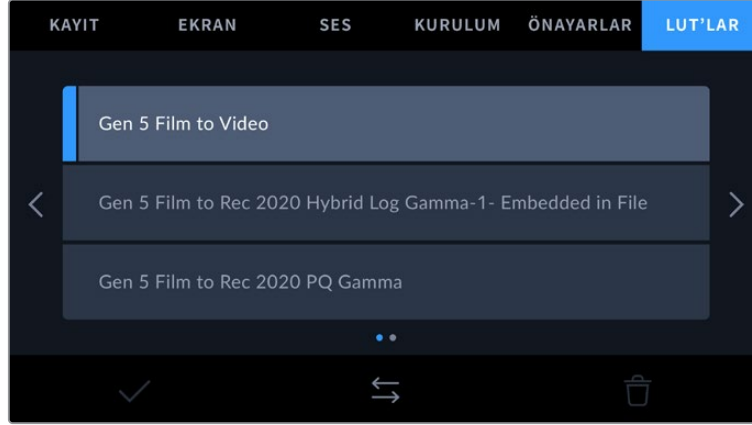 KAYIT EKRAN SES KURULUM ÖNAYARLAR LUT’LAR
Gen 5 Film to Video
Gen 5 Film to Rec 2020 Hybrid Log Gamma-1- Embedded in File
Gen 5 Film to Rec 2020 PQ Gamma